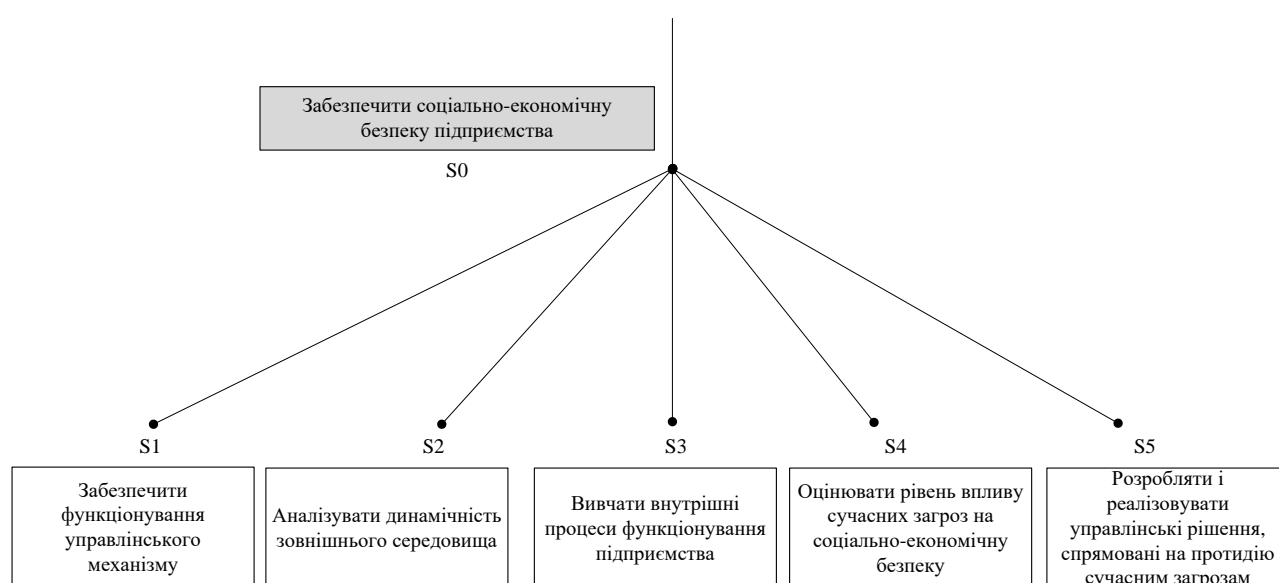 Забезпечити соціально-економічну
безпеку підприємства
S0
S1
S2
S3
S4
S5
Забезпечити
функціонування
управлінського
механізму
Аналізувати динамічність
зовнішнього середовища
Вивчати внутрішні
процеси функціонування
підприємства
Оцінювати рівень впливу
сучасних загроз на
соціально-економічну
безпеку
Розробляти і
реалізовувати
управлінські рішення,
спрямовані на протидію
сучасним загрозам